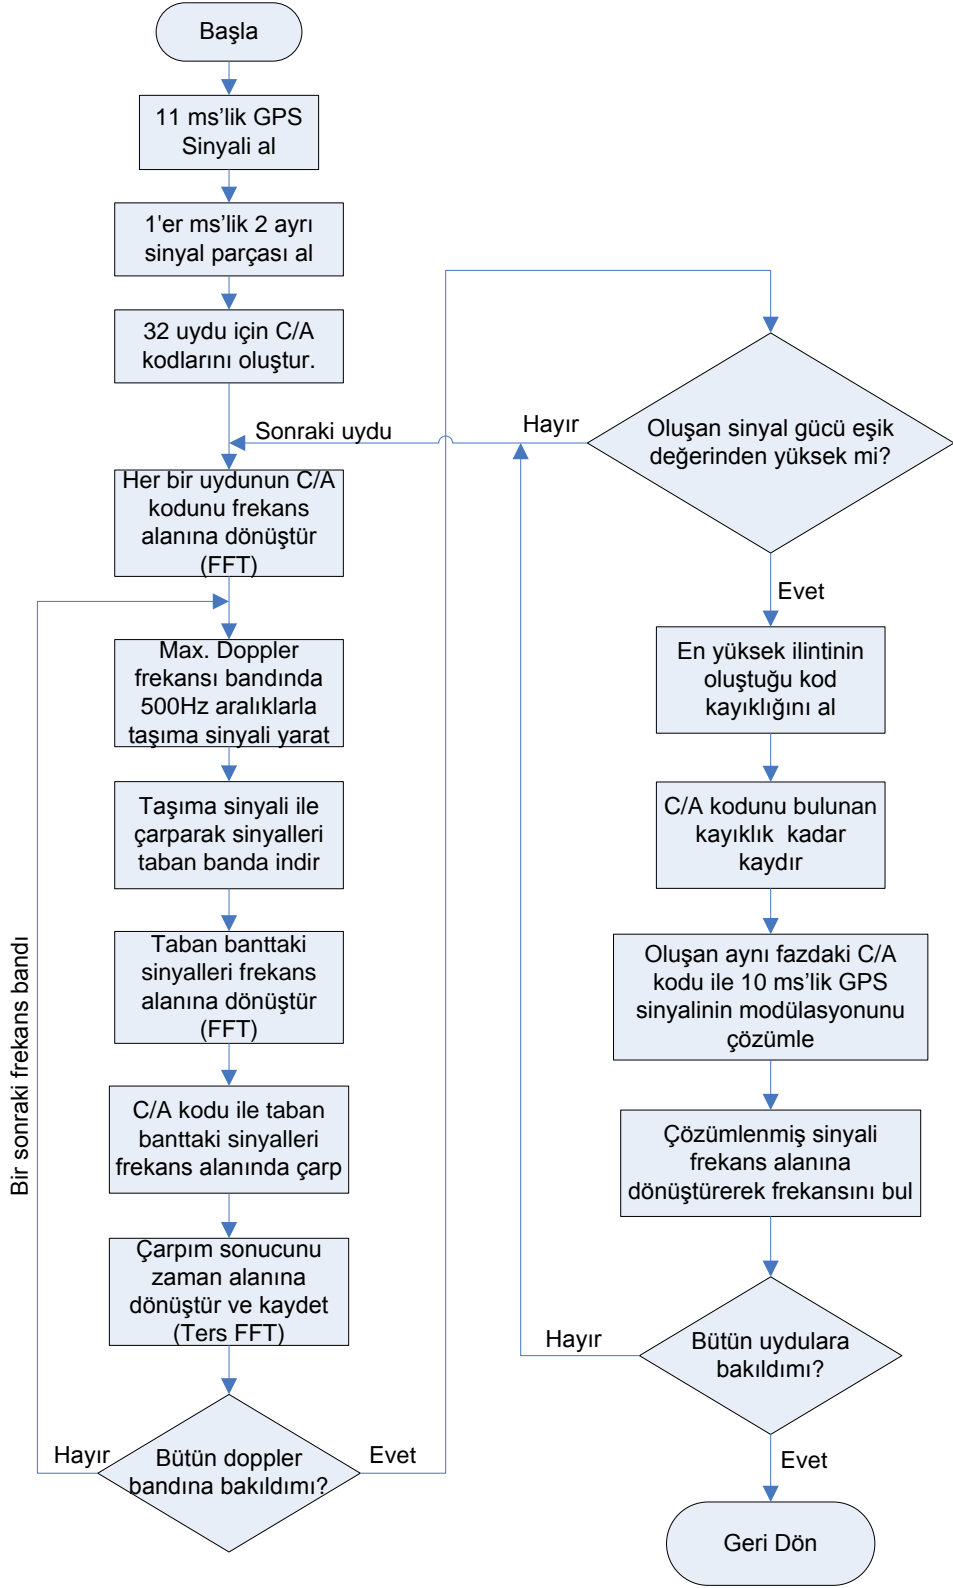 Başla
11 ms'lik GPS
Sinyali al
1'er ms'lik 2 ayrı
sinyal parçası al
32 uydu için C/A
kodlarını oluştur.
Sonraki uydu
Her bir uydunun C/A
kodunu frekans
alanına dönüştür
(FFT)
Max. Doppler
frekansı bandında
500Hz aralıklarla
taşıma sinyali yarat
Taşıma sinyali ile
çarparak sinyalleri
taban banda indir
Taban banttaki
sinyalleri frekans
alanına dönüştür
(FFT)
C/A kodu ile taban
banttaki sinyalleri
frekans alanında çarp
Çarpım sonucunu
zaman alanına
dönüştür ve kaydet
(Ters FFT)
Bütün doppler
bandına bakıldımı?
Hayır
Evet
Bir sonraki frekans bandı
Oluşan sinyal gücü eşik
değerinden yüksek mi?
Hayır
Evet
En yüksek ilintinin
oluştuğu kod
kayıklığını al
C/A kodunu bulunan
kayıklık kadar
kaydır
Oluşan aynı fazdaki C/A
kodu ile 10 ms'lik GPS
sinyalinin modülasyonunu
çözümle
Çözümlenmiş sinyali
frekans alanına
dönüştürerek frekansını bul
Bütün uydulara
bakıldımı?
Hayır
Evet
Geri Dön